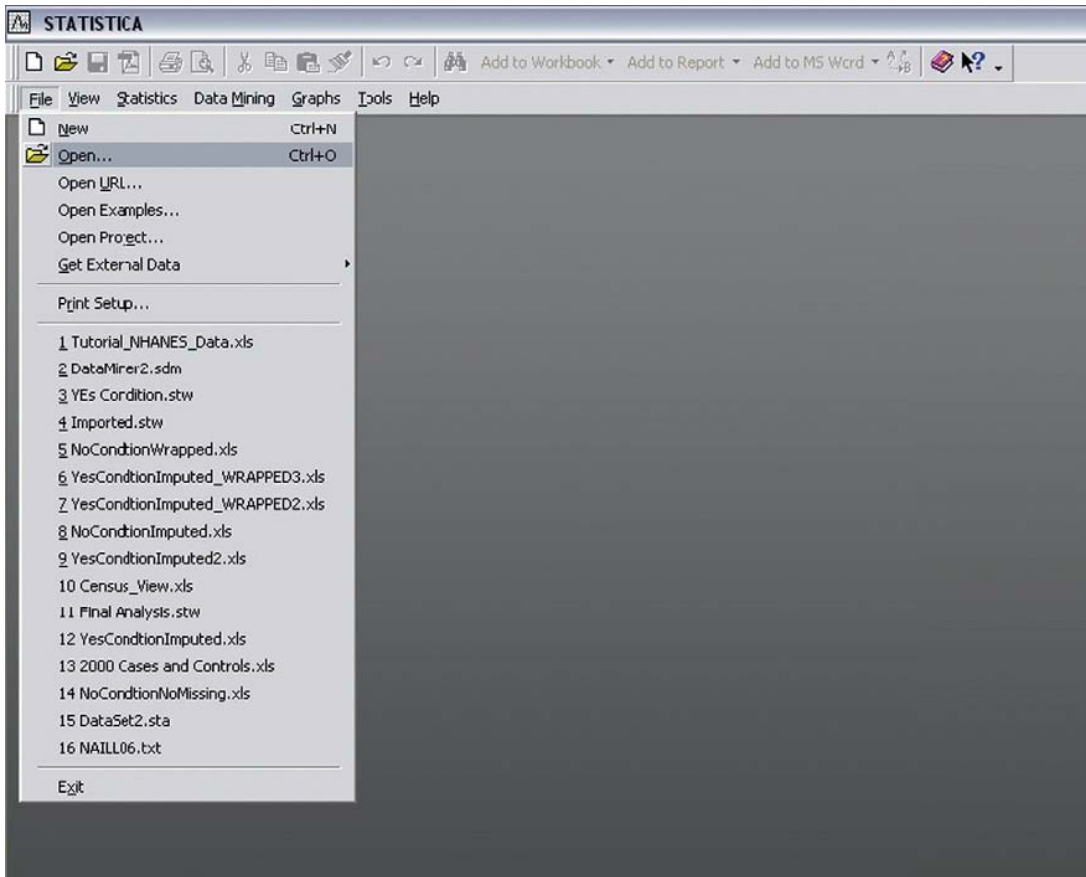 STATISTICA
Add to Workbook Add to Report Add to MS Word
File View Statistics Data Mining Graphs Tools Help
New Ctrl+N
Open... Ctrl+O
Open URL...
Open Examples...
Open Project...
Get External Data
Print Setup...
1 Tutorial_NHANES_Data.xls
2 DataMiner2.sdm
3 YEs Condition.stw
4 Imported.stw
5 NoCondtionWrapped.xls
6 YesCondtionImputed_WRAPPED3.xls
7 YesCondtionImputed_WRAPPED2.xls
8 NoCondtionImputed.xls
9 YesCondtionImputed2.xls
10 Census_View.xls
11 Final Analysis.stw
12 YesCondtionImputed.xls
13 2000 Cases and Controls.xls
14 NoCondtionNoMissing.xls
15 DataSet2.sta
16 NAILL06.txt
Exit